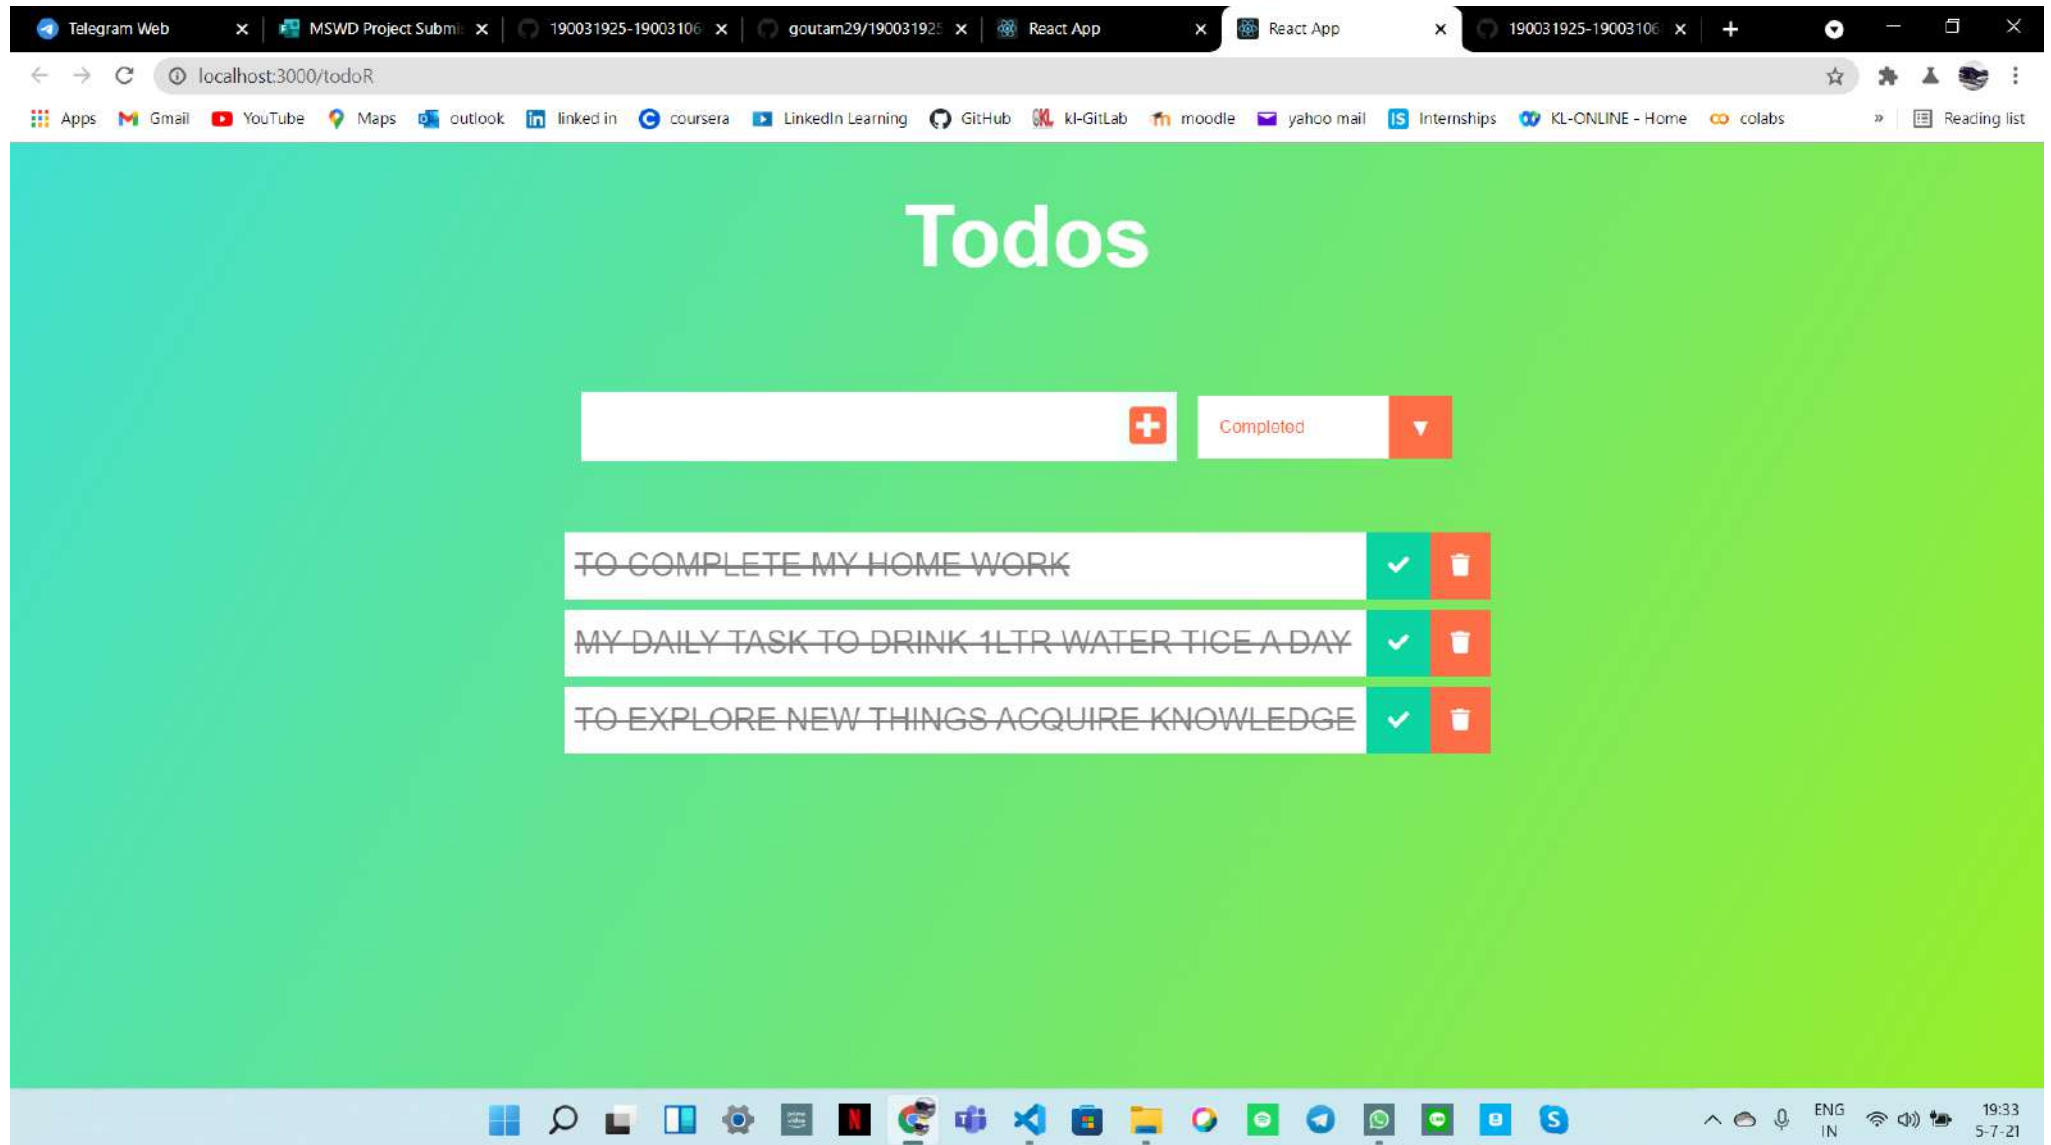 Telegram Web
MSWD Project Submi
190031925-19003106
goutam29/190031925
React App
React App
190031925-19003106
localhost:3000/todoR
Apps
Gmail
YouTube
Maps
outlook
linked in
coursera
LinkedIn Learning
GitHub
kl-GitLab
moodle
yahoo mail
Internships
KL-ONLINE - Home
colabs
»
Reading list
Todos
Completed
TO COMPLETE MY HOME WORK
MY DAILY TASK TO DRINK 1LTR WATER TICE A DAY
TO EXPLORE NEW THINGS ACQUIRE KNOWLEDGE
ENG
IN
19:33
5-7-21